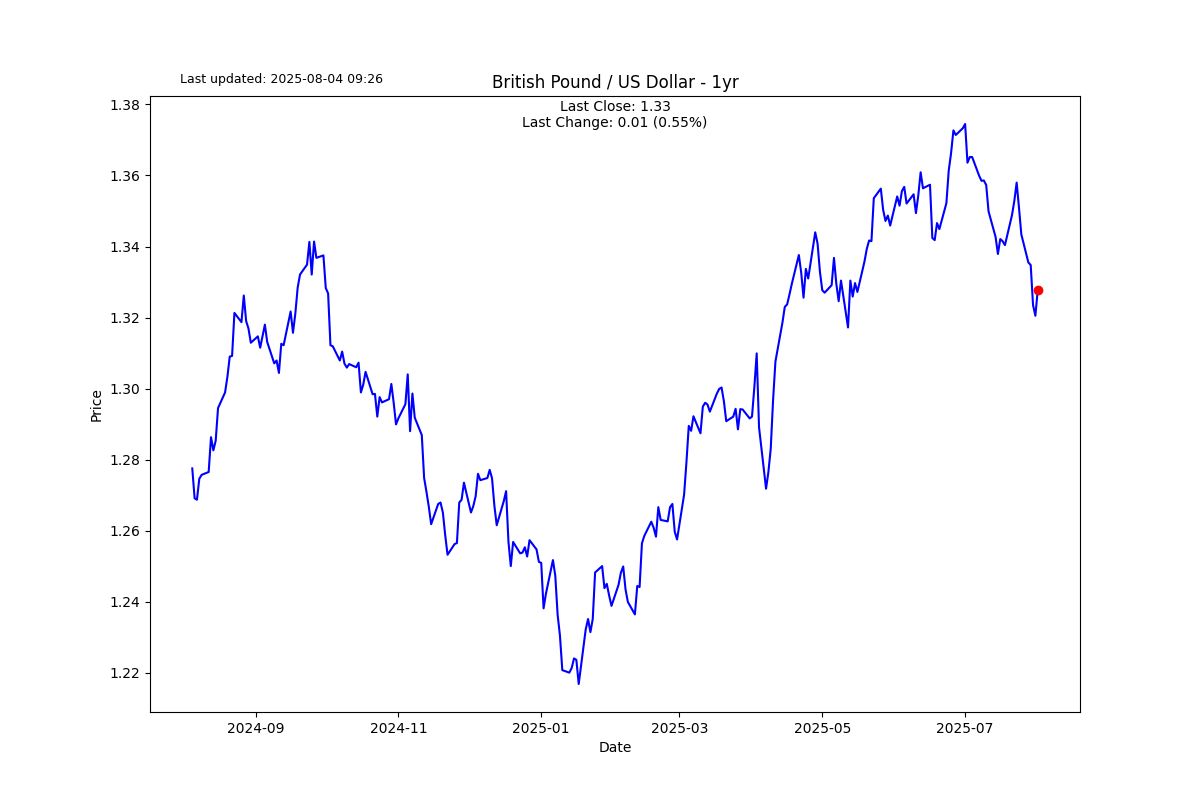 Last updated: 2025-08-04 09:26
British Pound / US Dollar - 1yr
Last Close: 1.33
Last Change: 0.01 (0.55%)
Price
1.38
1.36
1.34
1.32
1.30
1.28
1.26
1.24
1.22
2024-09
2024-11
2025-01
2025-03
2025-05
2025-07
Date